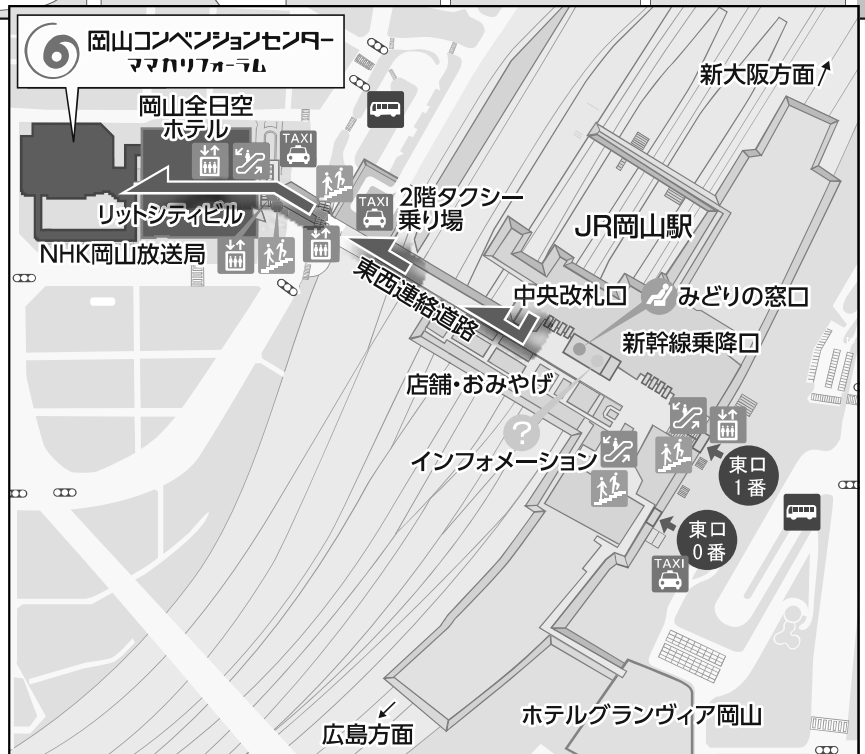 岡山コンベンションセンター
ママカリフォーラム
新大阪方面
岡山全日空
ホテル
TAXI
TAXI
2階タクシー
乗り場
リットシティビル
JR岡山駅
NHK岡山放送局
東西連絡道路
中央改札口
みどりの窓口
新幹線乗降口
店舗・おみやげ
?
インフォメーション
東口
1番
東口
0番
TAXI
ホテルグランヴィア岡山
広島方面